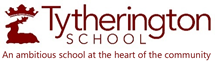 Tytherington
SCHOOL
An ambitious school at the heart of the community